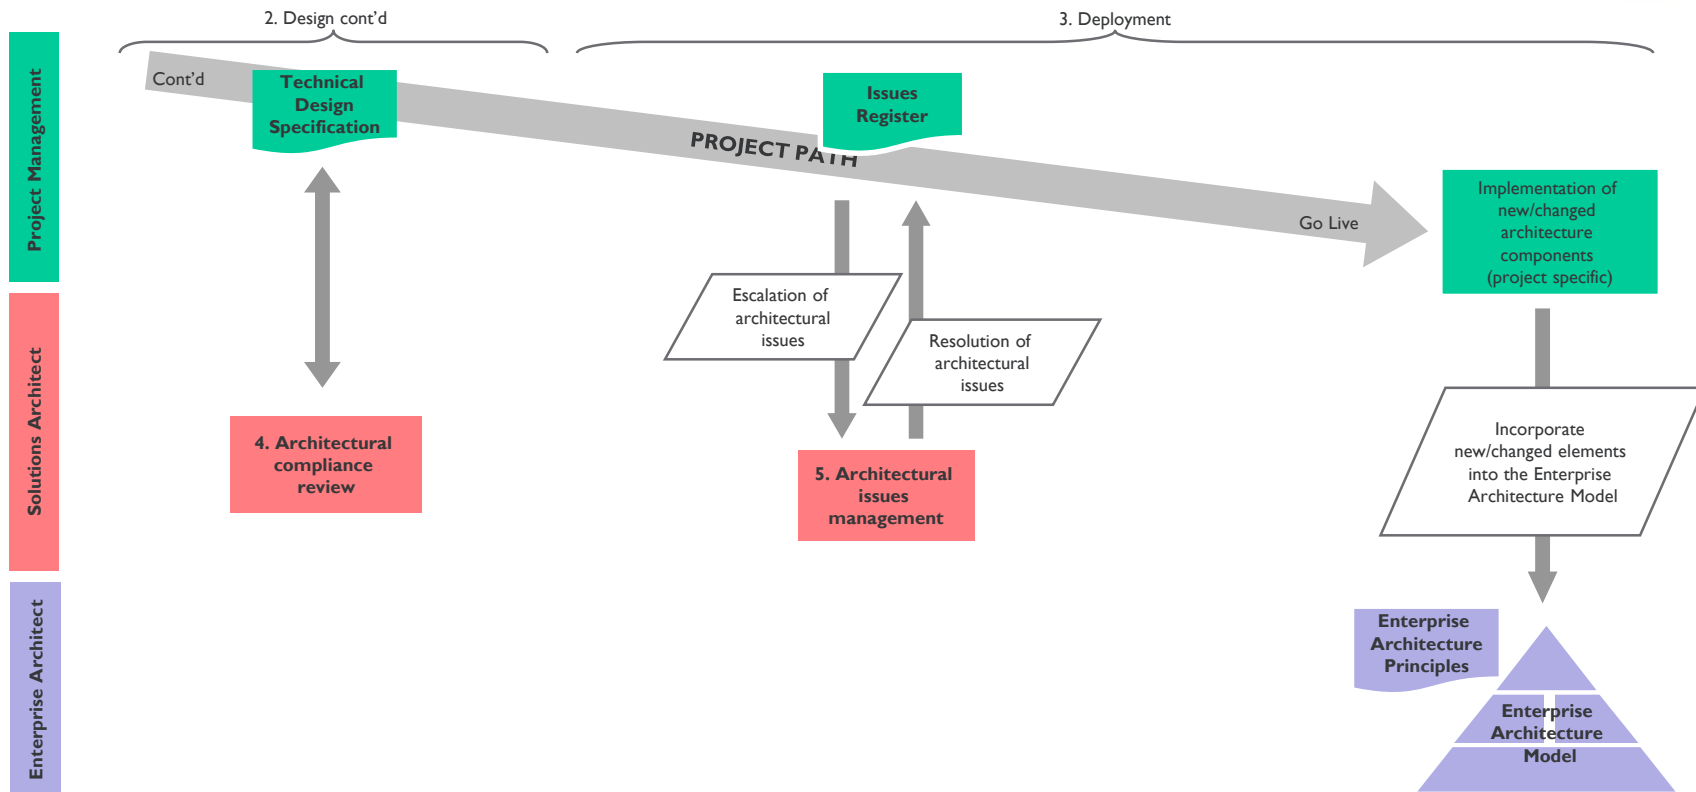 2. Design cont’d
3. Deployment
Project Management
Cont’d
Technical
Design
Specification
Issues
Register
PROJECT PATH
Go Live
Implementation of
new/changed
architecture
components
(project specific)
Solutions Architect
Escalation of
architectural
issues
Resolution of
architectural
issues
4. Architectural
compliance
review
5. Architectural
issues
management
Incorporate
new/changed elements
into the Enterprise
Architecture Model
Enterprise Architect
Enterprise
Architecture
Principles
Enterprise
Architecture
Model